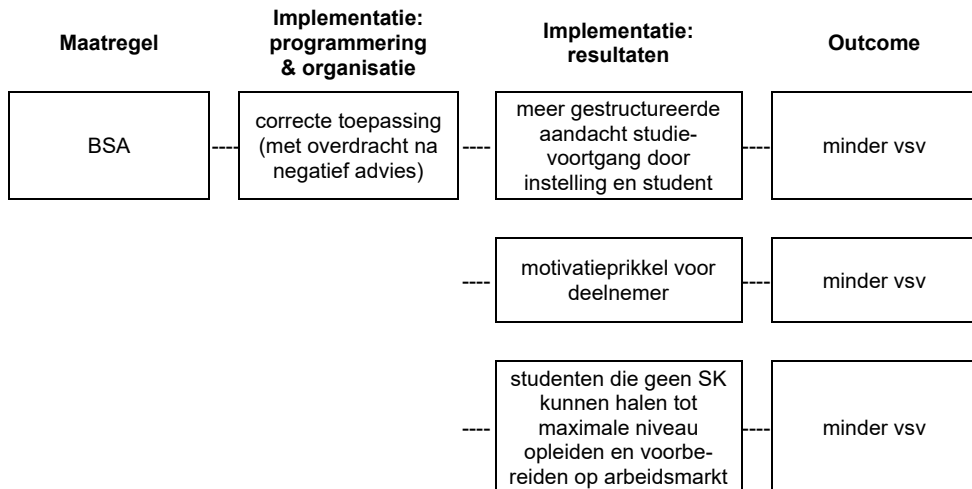 Maatregel
Implementatie:
programmering
& organisatie
Implementatie:
resultaten
Outcome
BSA
----
correcte toepassing
(met overdracht na
negatief advies)
----
meer gestructureerde
aandacht studie-
voortgang door
instelling en student
----
minder vsv
----
motivatieprikkel voor
deelnemer
----
minder vsv
----
studenten die geen SK
kunnen halen tot
maximale niveau
opleiden en voorbe-
reiden op arbeidsmarkt
----
minder vsv